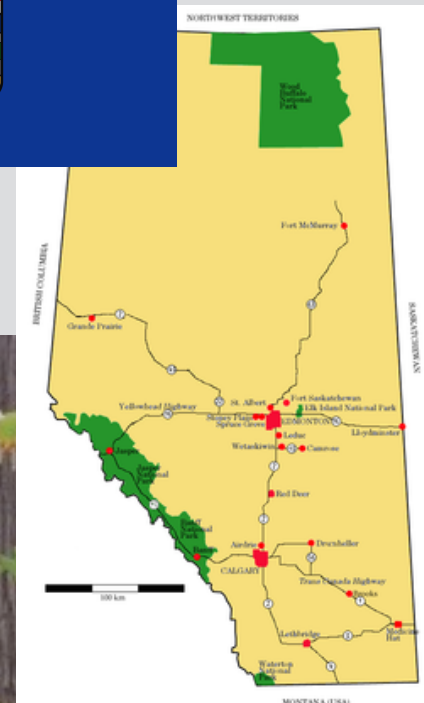 NORTHWEST TERRITORIES
Wood
Buffalo
National
Park
Fort McMurray
BRITISH COLUMBIA
SASKATCHEWAN
Grande Prairie
St. Albert
Fort Saskatchewan
Yellowhead Highway
Elk Island National Park
Stoney Plain
Spruce Grove
EDMONTON
Lloydminster
Leduc
Wetaskiwin
Camrose
Jasper
Jasper
National
Park
Red Deer
Banff
National
Park
Banff
Airdrie
Drumheller
CALGARY
Trans Canada Highway
Brooks
100 km
Lethbridge
Medicine
Hat
Waterton
National
Park
MONTANA (USA)